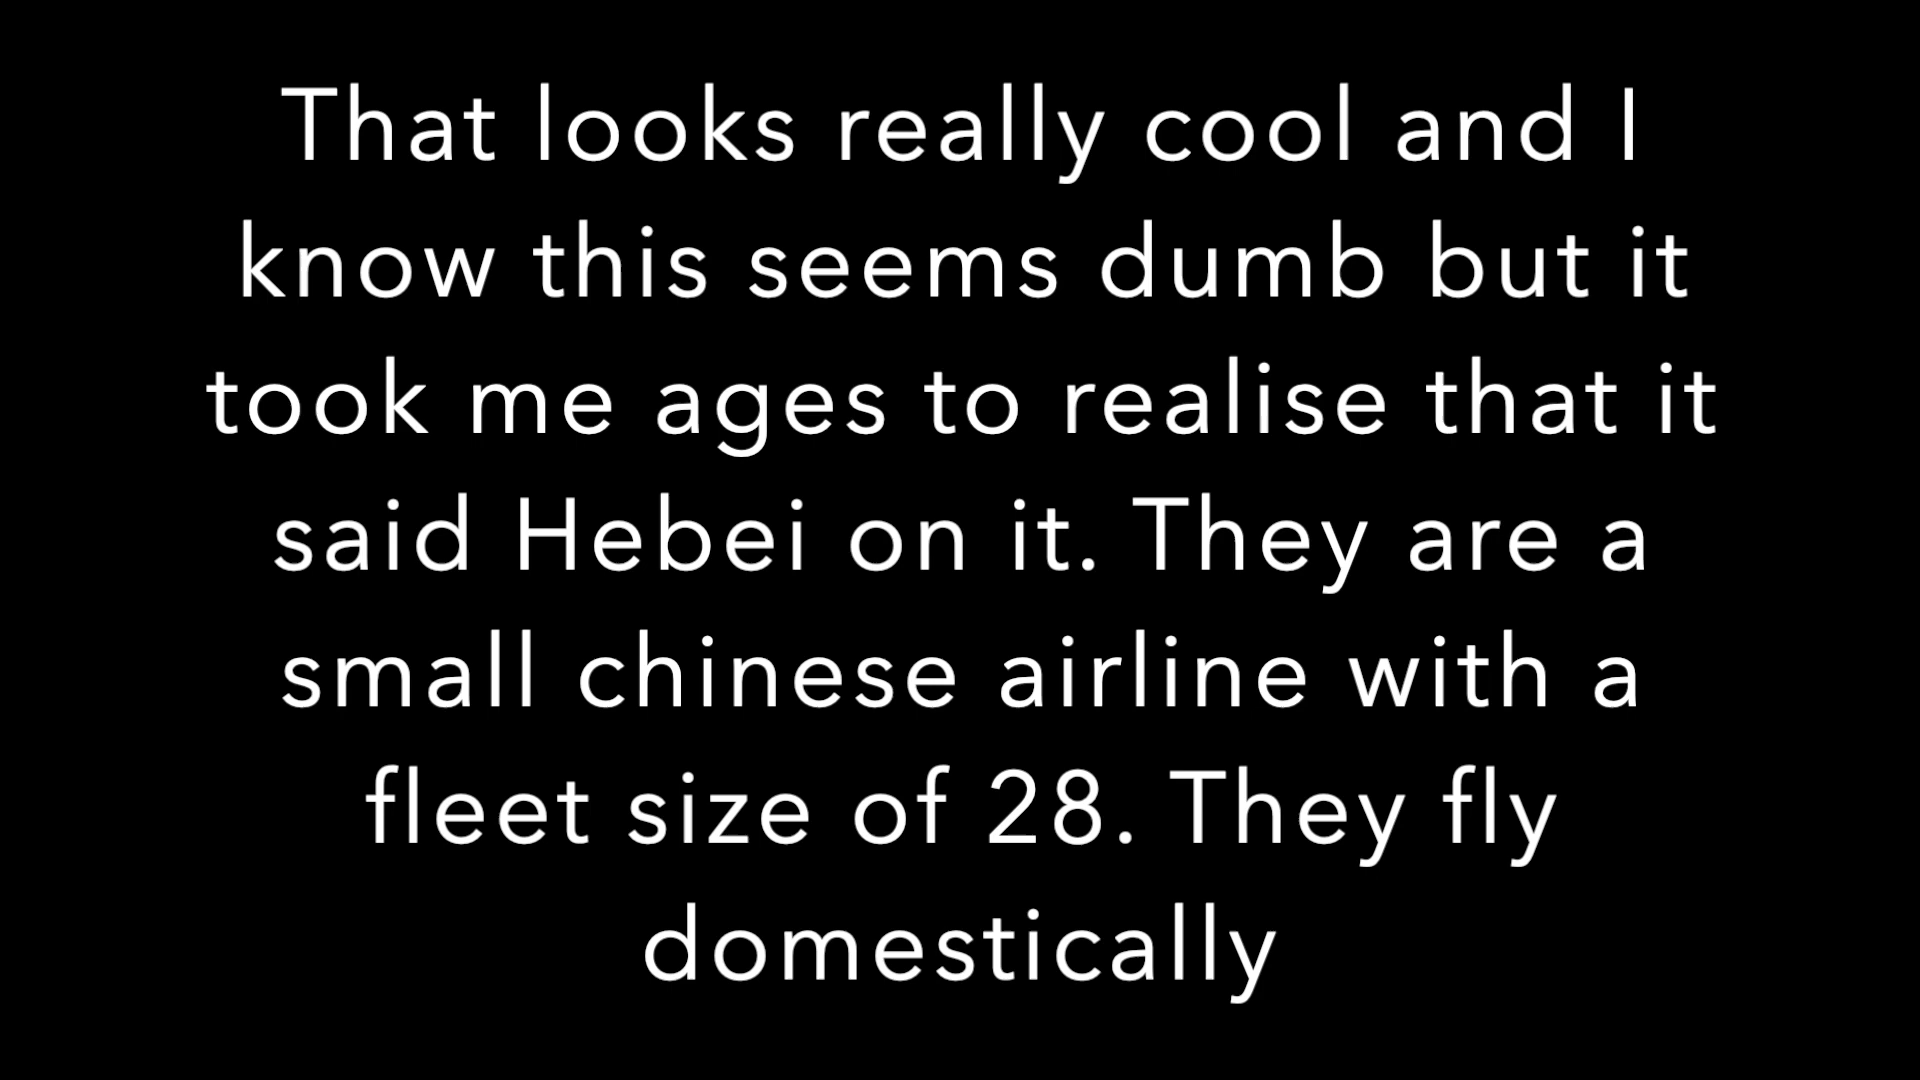 That looks really cool and I
know this seems dumb but it
took me ages to realise that it
said Hebei on it. They are a
small chinese airline with a
fleet size of 28. They fly
domestically